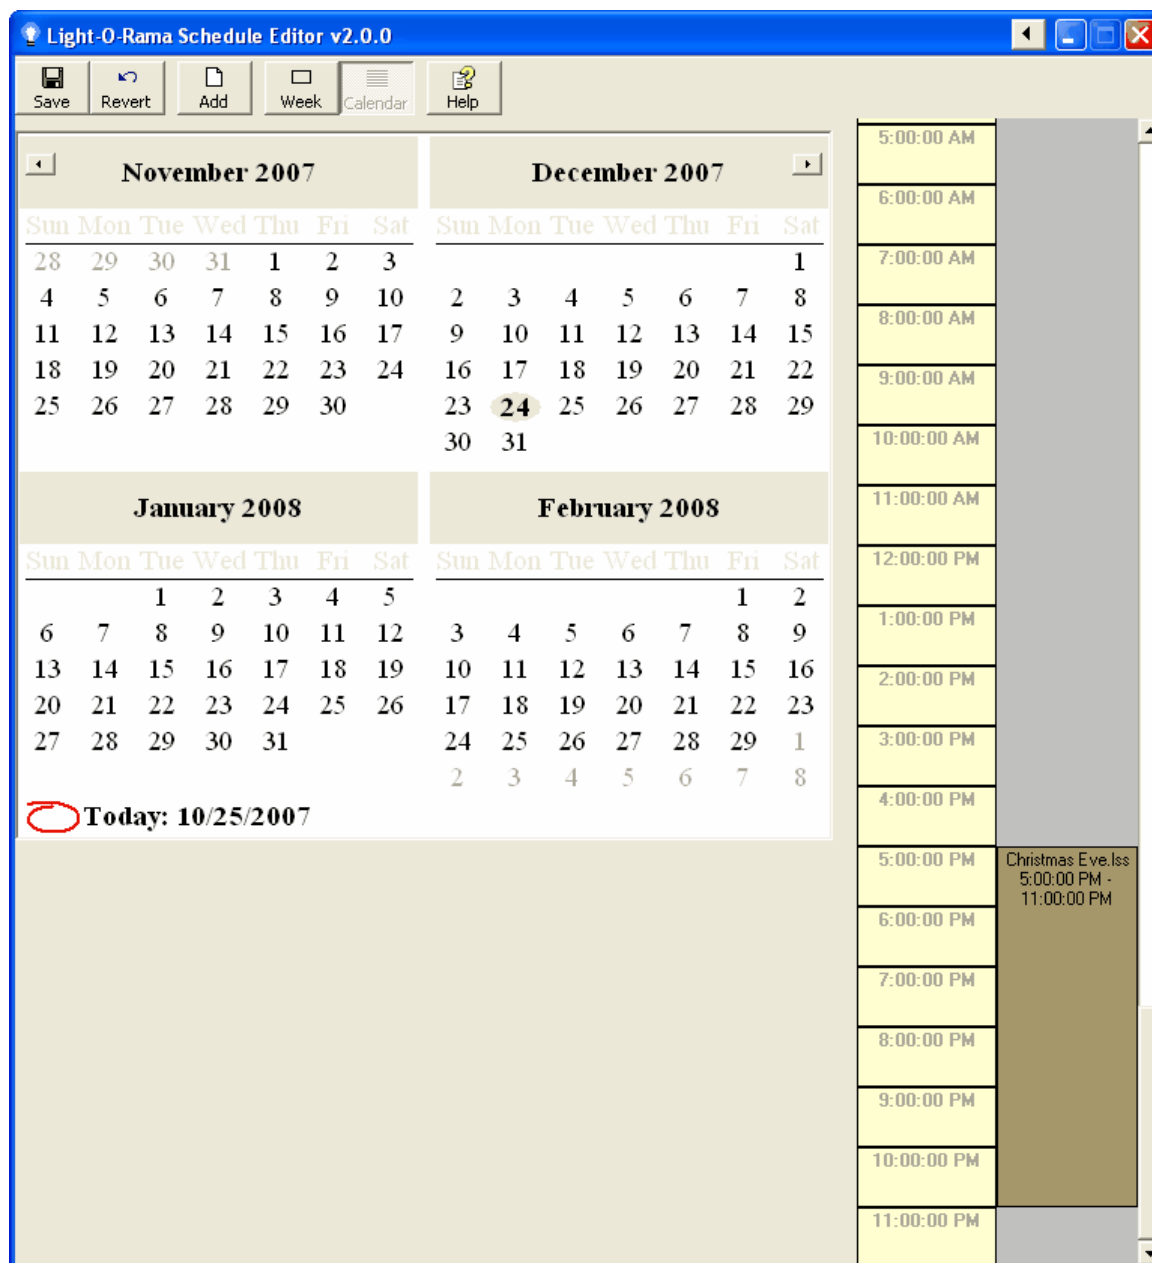 Light-O-Rama Schedule Editor v2.0.0
Save Revert Add Week Calendar Help
November 2007
Sun Mon Tue Wed Thu Fri Sat
28 29 30 31 1 2 3
4 5 6 7 8 9 10
11 12 13 14 15 16 17
18 19 20 21 22 23 24
25 26 27 28 29 30
December 2007
Sun Mon Tue Wed Thu Fri Sat
1
2 3 4 5 6 7 8
9 10 11 12 13 14 15
16 17 18 19 20 21 22
23 24 25 26 27 28 29
30 31
January 2008
Sun Mon Tue Wed Thu Fri Sat
1 2 3 4 5
6 7 8 9 10 11 12
13 14 15 16 17 18 19
20 21 22 23 24 25 26
27 28 29 30 31
February 2008
Sun Mon Tue Wed Thu Fri Sat
1 2
3 4 5 6 7 8 9
10 11 12 13 14 15 16
17 18 19 20 21 22 23
24 25 26 27 28 29 1
2 3 4 5 6 7 8
Today: 10/25/2007
5:00:00 AM
6:00:00 AM
7:00:00 AM
8:00:00 AM
9:00:00 AM
10:00:00 AM
11:00:00 AM
12:00:00 PM
1:00:00 PM
2:00:00 PM
3:00:00 PM
4:00:00 PM
5:00:00 PM
6:00:00 PM
7:00:00 PM
8:00:00 PM
9:00:00 PM
10:00:00 PM
11:00:00 PM
Christmas Eve.lss
5:00:00 PM -
11:00:00 PM